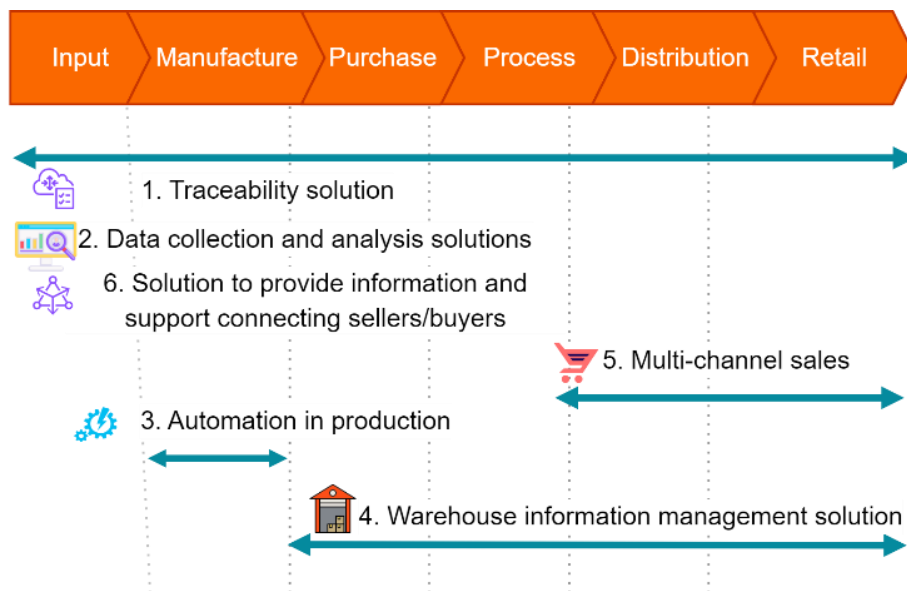 Input
Manufacture
Purchase
Process
Distribution
Retail
1. Traceability solution
2. Data collection and analysis solutions
6. Solution to provide information and
support connecting sellers/buyers
5. Multi-channel sales
3. Automation in production
4. Warehouse information management solution